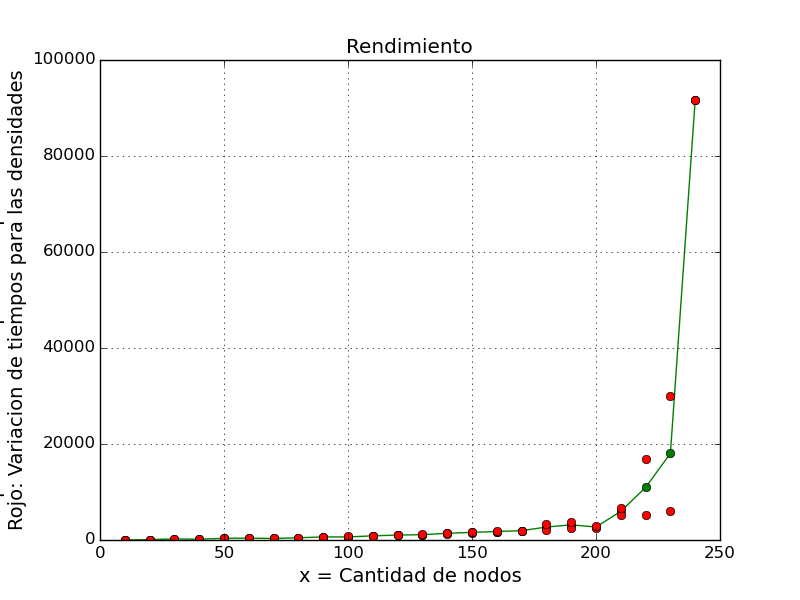 Rendimiento
100000
80000
60000
40000
20000
0
Rojo: Variacion de tiempos para las densidades
0 50 100 150 200 250
x = Cantidad de nodos